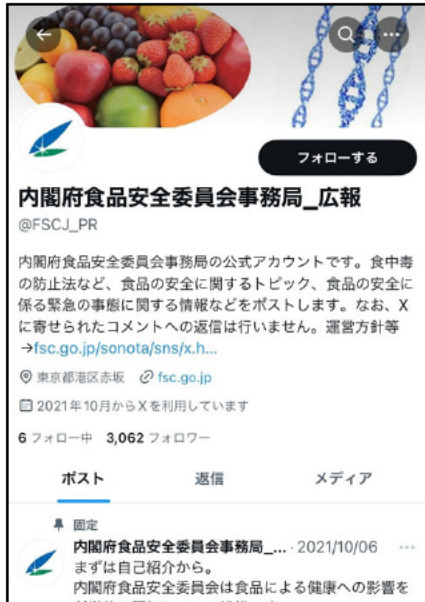 フォローする
内閣府食品安全委員会事務局_広報
@FSCJ_PR
内閣府食品安全委員会事務局の公式アカウントです。食中毒
の防止法など、食品の安全に関するトピック、食品の安全に
係る緊急の事態に関する情報などをポストします。なお、X
に寄せられたコメントへの返信は行いません。運営方針等
→fsc.go.jp/sonota/sns/x.h...
東京都港区赤坂 fsc.go.jp
2021年10月からXを利用しています
6 フォロー中 3,062 フォロワー
ポスト 返信 メディア
固定
内閣府食品安全委員会事務局_... · 2021/10/06
まずは自己紹介から。
内閣府食品安全委員会は食品による健康への影響を